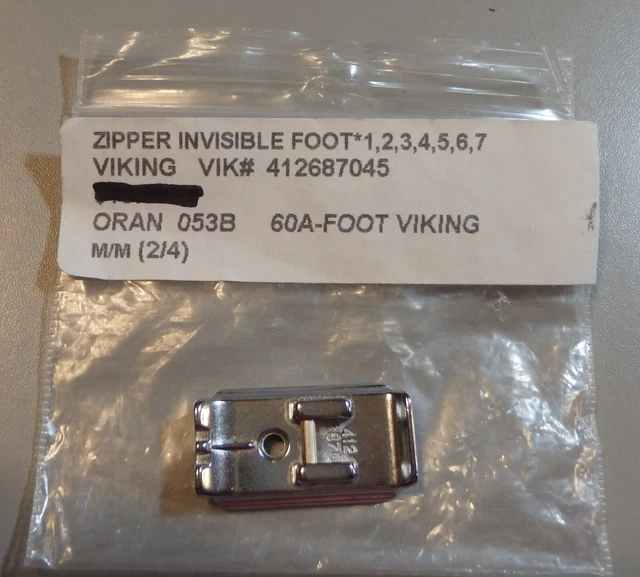 ZIPPER INVISIBLE FOOT*1,2,3,4,5,6,7
VIKING VIK# 412687045
ORAN 053B 60A-FOOT VIKING
M/M (2/4)
412